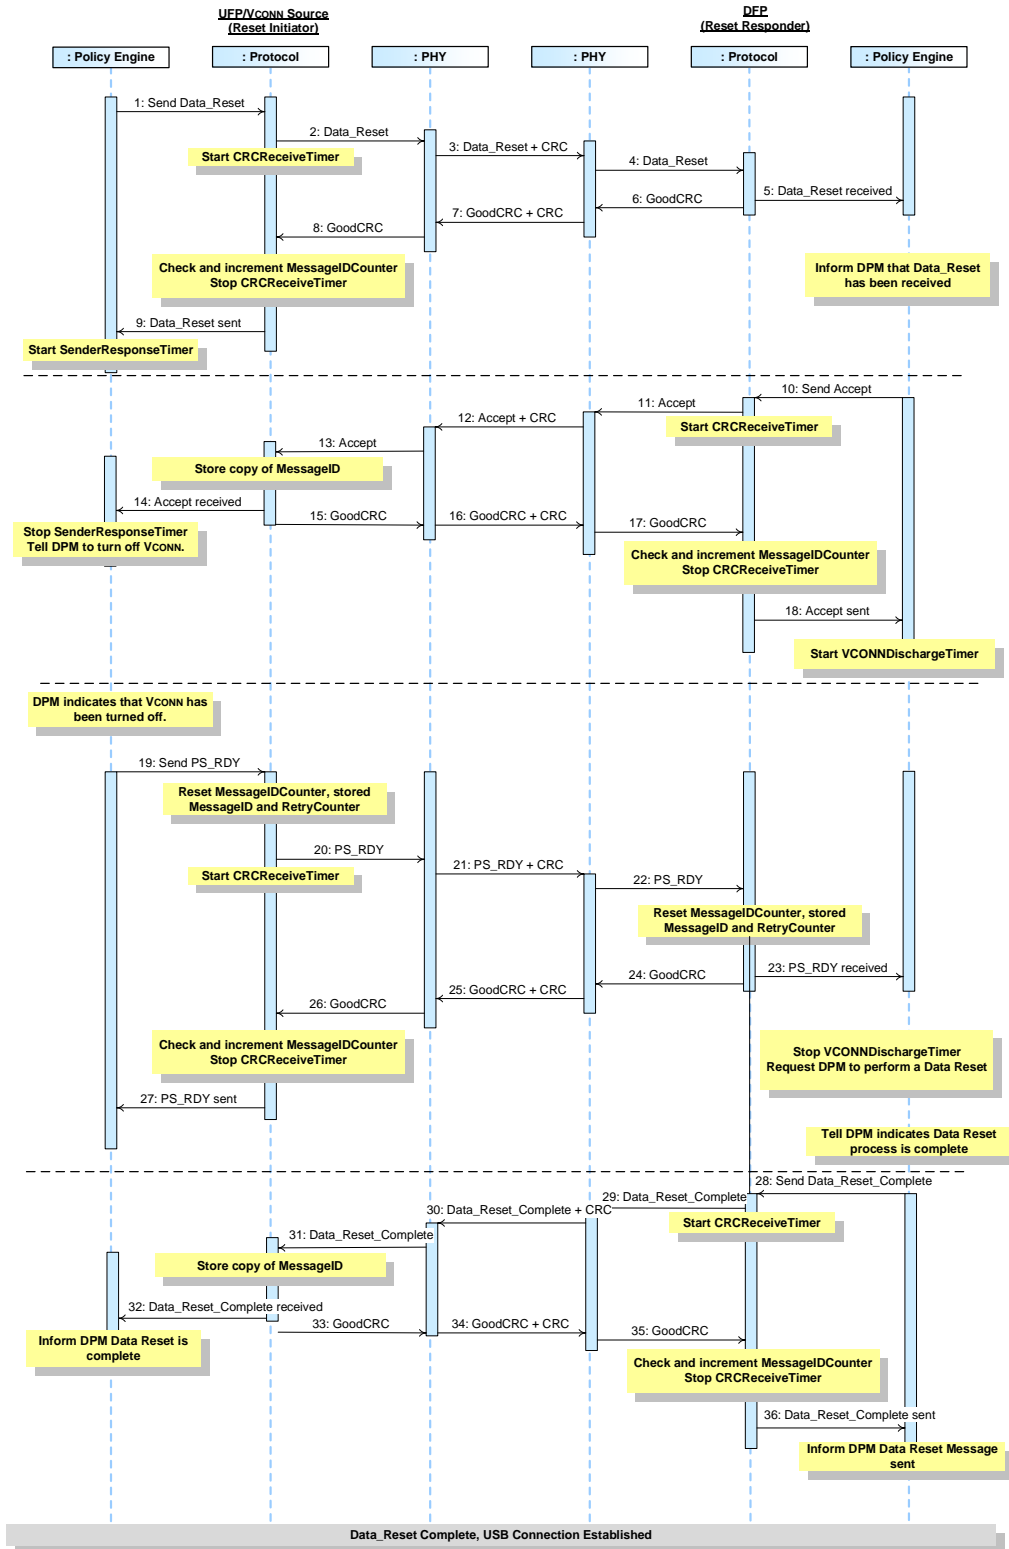 UFP/VCONN Source
(Reset Initiator)
DFP
(Reset Responder)
: Policy Engine
: Protocol
: PHY
: PHY
: Protocol
: Policy Engine
1: Send Data_Reset
2: Data_Reset
Start CRCReceiveTimer
3: Data_Reset + CRC
4: Data_Reset
5: Data_Reset received
6: GoodCRC
7: GoodCRC + CRC
8: GoodCRC
Check and increment MessageIDCounter
Stop CRCReceiveTimer
Inform DPM that Data_Reset
has been received
9: Data_Reset sent
Start SenderResponseTimer
10: Send Accept
11: Accept
Start CRCReceiveTimer
12: Accept + CRC
13: Accept
Store copy of MessageID
14: Accept received
15: GoodCRC
16: GoodCRC + CRC
17: GoodCRC
Stop SenderResponseTimer
Tell DPM to turn off VCONN.
Check and increment MessageIDCounter
Stop CRCReceiveTimer
18: Accept sent
Start VCONNDischargeTimer
DPM indicates that VCONN has
been turned off.
19: Send PS_RDY
Reset MessageIDCounter, stored
MessageID and RetryCounter
20: PS_RDY
Start CRCReceiveTimer
21: PS_RDY + CRC
22: PS_RDY
Reset MessageIDCounter, stored
MessageID and RetryCounter
23: PS_RDY received
24: GoodCRC
25: GoodCRC + CRC
26: GoodCRC
Check and increment MessageIDCounter
Stop CRCReceiveTimer
Stop VCONNDischargeTimer
Request DPM to perform a Data Reset
27: PS_RDY sent
Tell DPM indicates Data Reset
process is complete
28: Send Data_Reset_Complete
29: Data_Reset_Complete
Start CRCReceiveTimer
30: Data_Reset_Complete + CRC
31: Data_Reset_Complete
Store copy of MessageID
32: Data_Reset_Complete received
33: GoodCRC
34: GoodCRC + CRC
35: GoodCRC
Inform DPM Data Reset is
complete
Check and increment MessageIDCounter
Stop CRCReceiveTimer
36: Data_Reset_Complete sent
Inform DPM Data Reset Message
sent
Data_Reset Complete, USB Connection Established